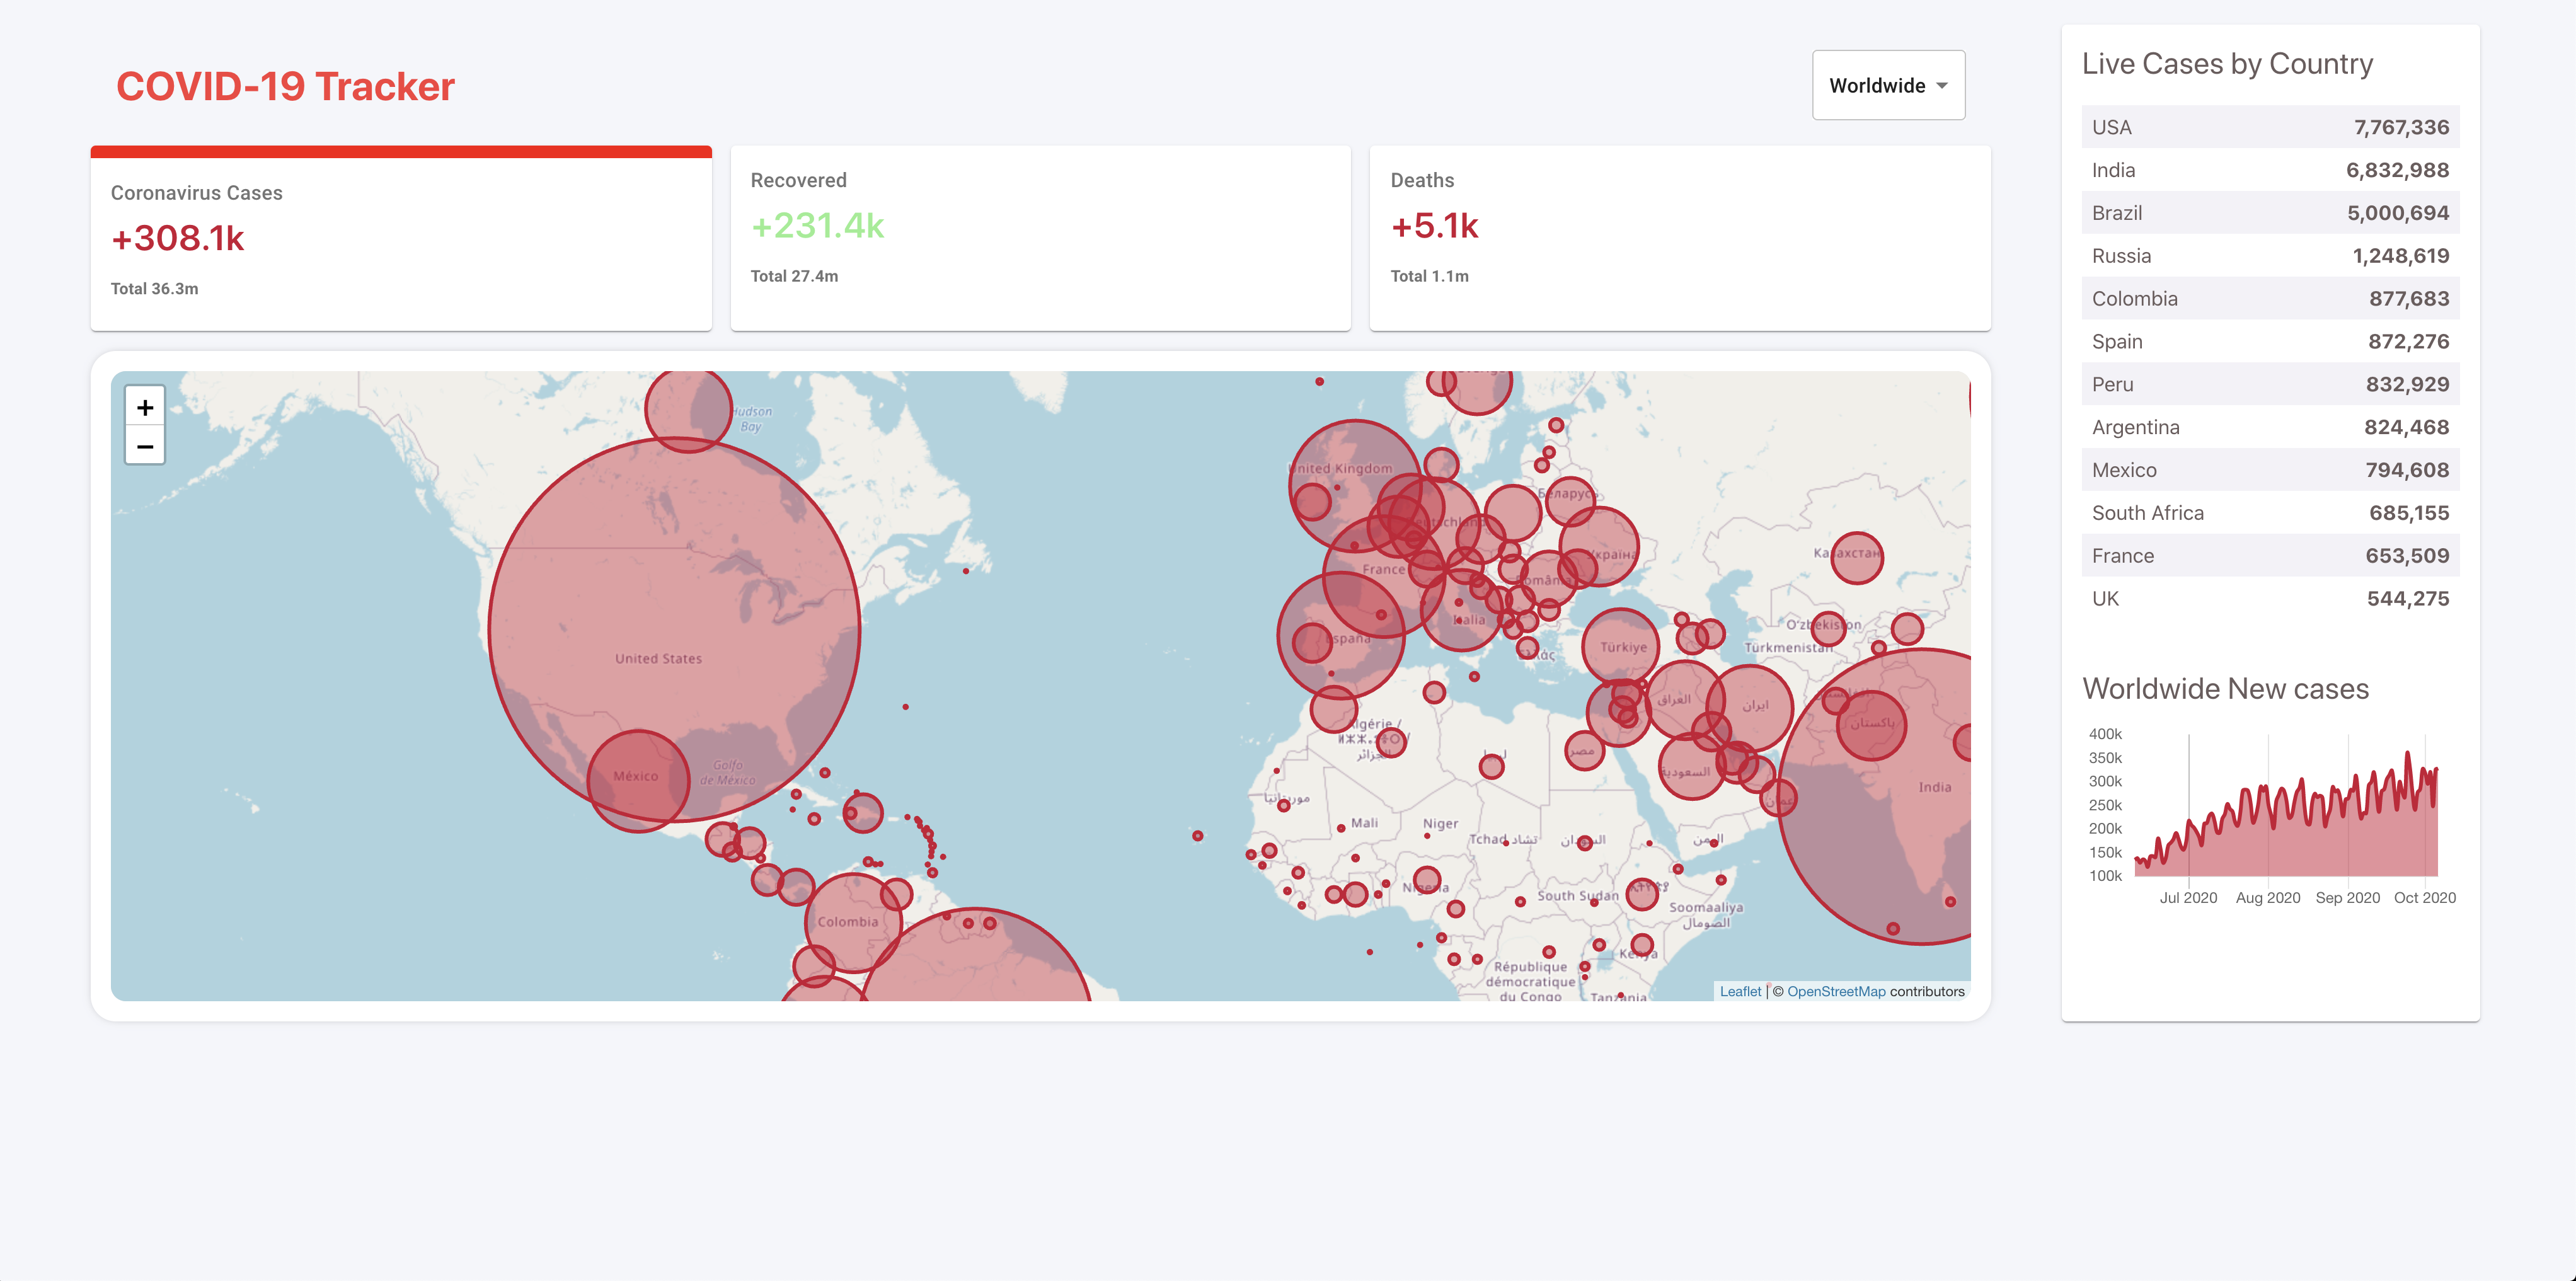 COVID-19 Tracker
Worldwide
Coronavirus Cases
+308.1k
Total 36.3m
Recovered
+231.4k
Total 27.4m
Deaths
+5.1k
Total 1.1m
+
−
Hudson
Bay
United Kingdom
Беларусь
Україна
France
España
Italia
România
Türkiye
Казахстан
O'zbekiston
Türkmenistan
United States
México
Golfo
de México
العراق
ایران
پاکستان
India
Algérie /
الجزائر
مصر
السعودية
عمان
موريتانيا
Mali
Niger
Tchad تشاد
السودان
اليمن
Nigeria
South Sudan
Soomaaliya
الصومال
Colombia
Kenya
République
démocratique
du Congo
Tanzania
Leaflet | © OpenStreetMap contributors
Live Cases by Country
USA 7,767,336
India 6,832,988
Brazil 5,000,694
Russia 1,248,619
Colombia 877,683
Spain 872,276
Peru 832,929
Argentina 824,468
Mexico 794,608
South Africa 685,155
France 653,509
UK 544,275
Worldwide New cases
400k
350k
300k
250k
200k
150k
100k
Jul 2020 Aug 2020 Sep 2020 Oct 2020